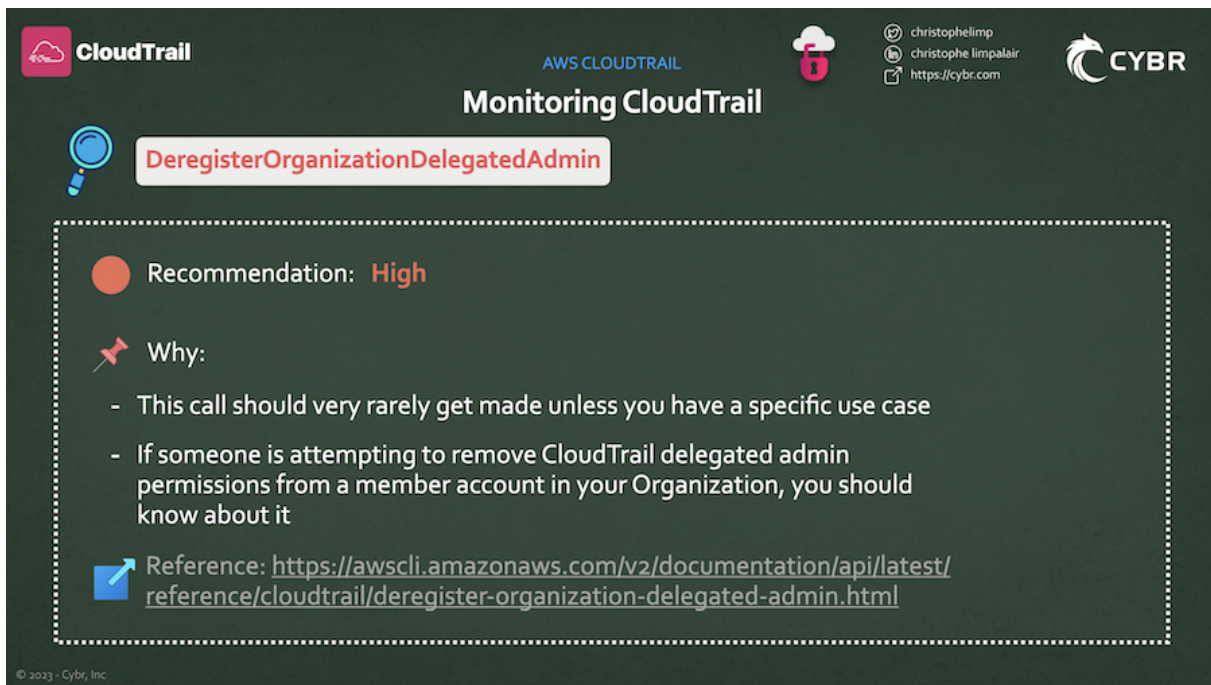 CloudTrail
AWS CLOUDTRAIL
Monitoring CloudTrail
christophelimp
christophe limpalair
https://cybr.com
CYBR
DeregisterOrganizationDelegatedAdmin
Recommendation: High
Why:
- This call should very rarely get made unless you have a specific use case
- If someone is attempting to remove CloudTrail delegated admin
permissions from a member account in your Organization, you should
know about it
Reference: https://awscli.amazonaws.com/v2/documentation/api/latest/
reference/cloudtrail/deregister-organization-delegated-admin.html
© 2023 - Cybr, Inc